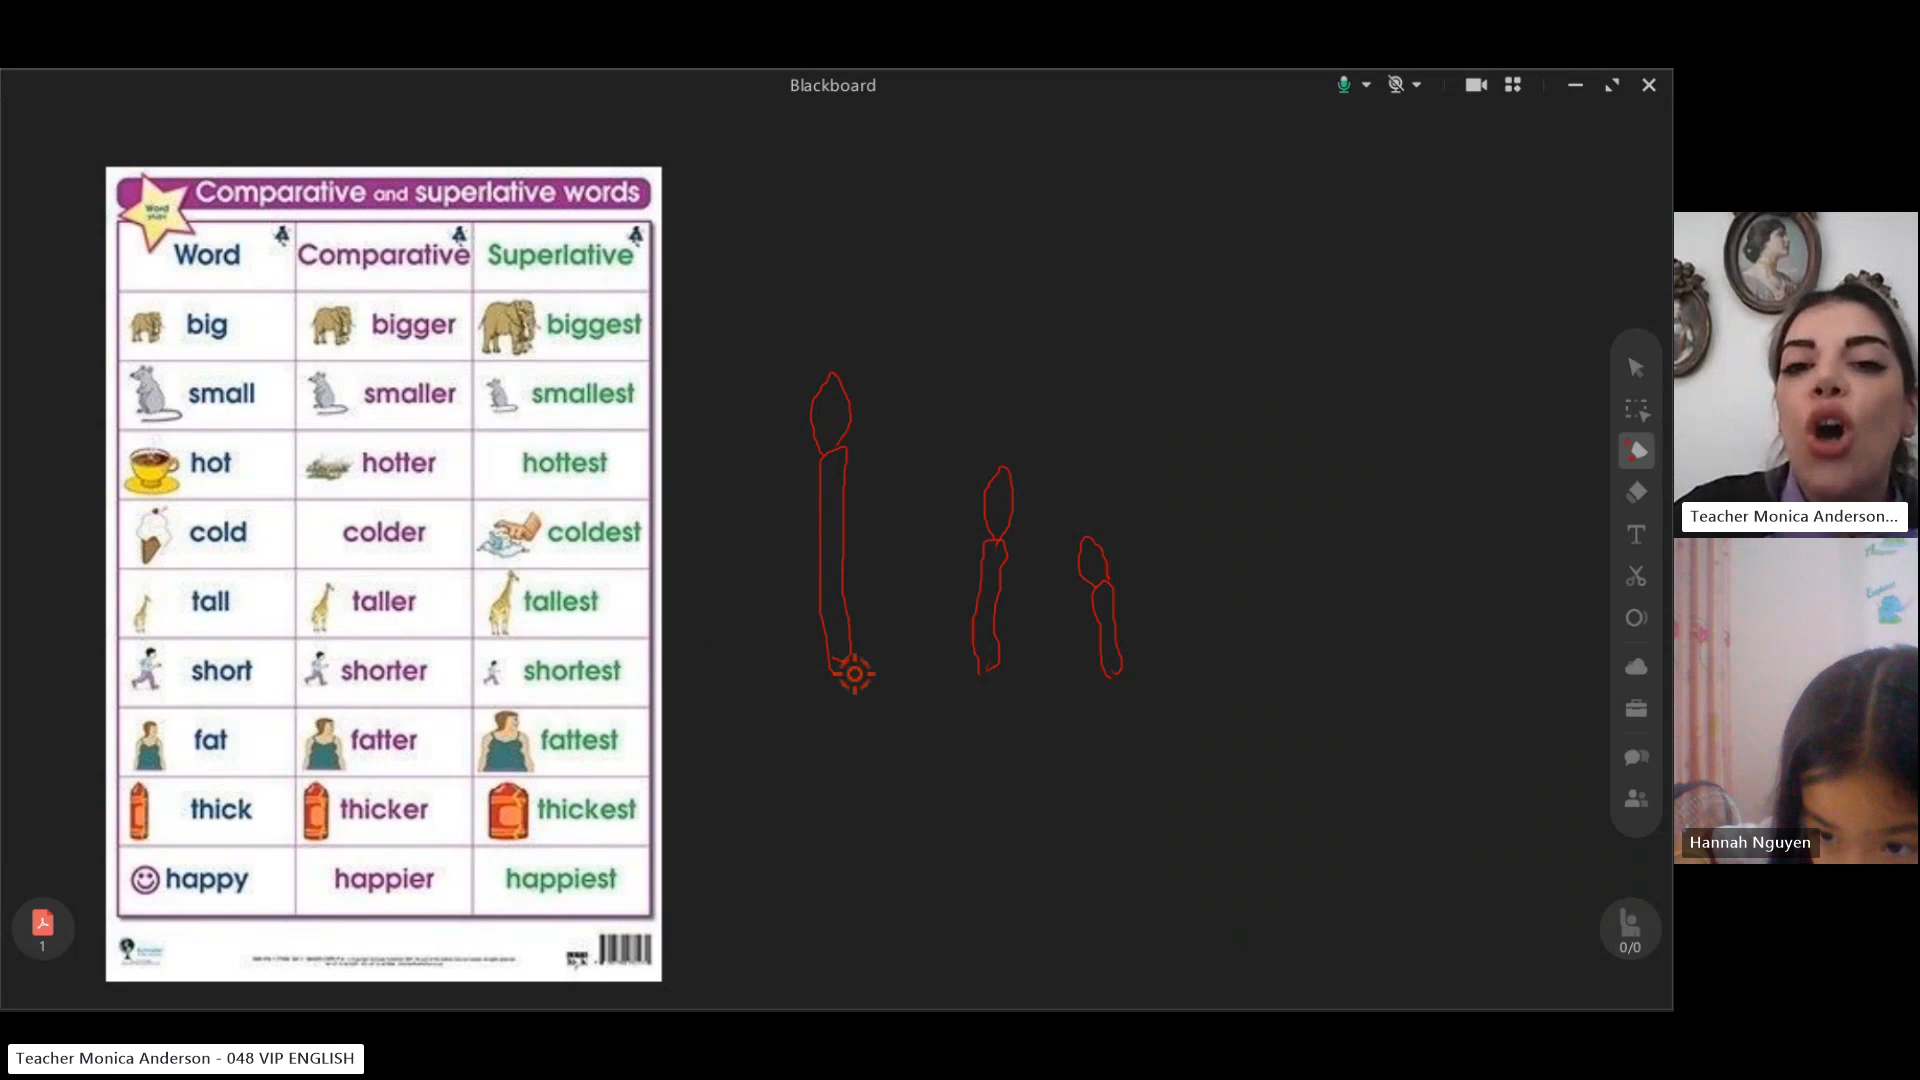 Blackboard
Comparative and superlative words
Word
Word Comparative Superlative
big bigger biggest
small smaller smallest
hot hotter hottest
cold colder coldest
tall taller tallest
short shorter shortest
fat fatter fattest
thick thicker thickest
happy happier happiest
1
T
0/0
Teacher Monica Anderson...
Hannah Nguyen
Teacher Monica Anderson - 048 VIP ENGLISH